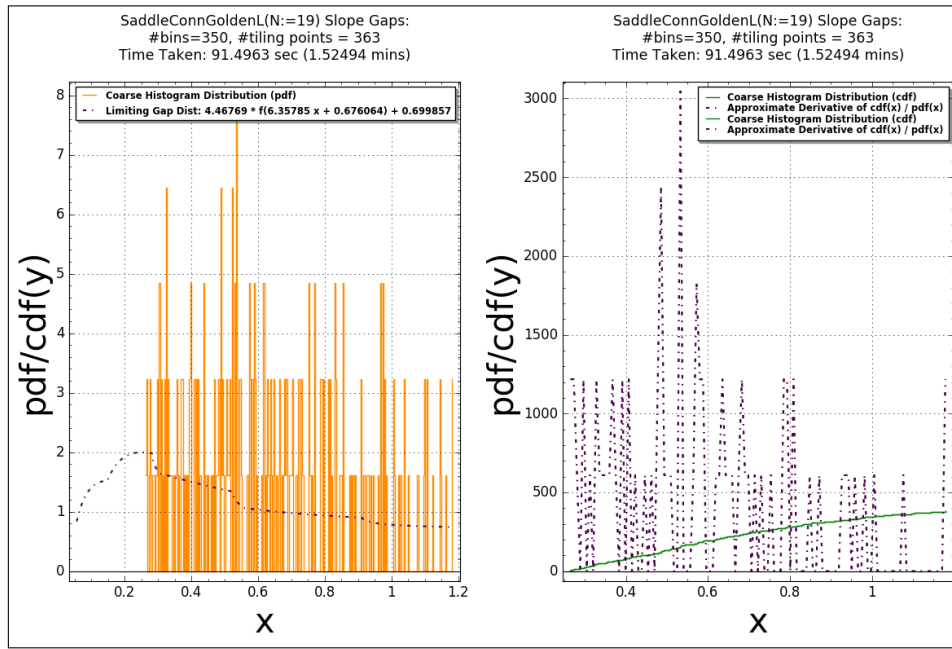 SaddleConnGoldenL(N:=19) Slope Gaps:
#bins=350, #tiling points = 363
Time Taken: 91.4963 sec (1.52494 mins)
Coarse Histogram Distribution (pdf)
Limiting Gap Dist: 4.46769 * f(6.35785 x + 0.676064) + 0.699857
8
7
6
5
4
3
2
1
0
pdf/cdf(y)
0.2 0.4 0.6 0.8 1.0 1.2
x
SaddleConnGoldenL(N:=19) Slope Gaps:
#bins=350, #tiling points = 363
Time Taken: 91.4963 sec (1.52494 mins)
Coarse Histogram Distribution (cdf)
Approximate Derivative of cdf(x) / pdf(x)
Coarse Histogram Distribution (cdf)
Approximate Derivative of cdf(x) / pdf(x)
3000
2500
2000
1500
1000
500
0
pdf/cdf(y)
0.4 0.6 0.8 1
x